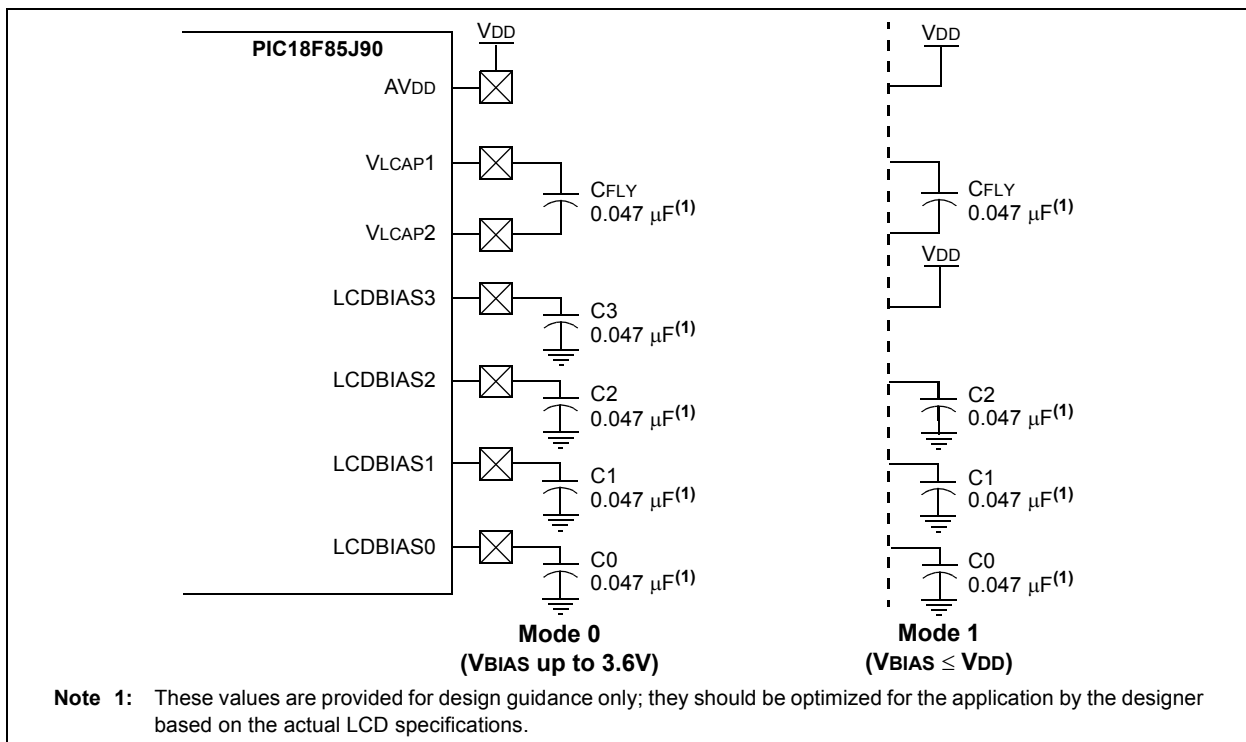 PIC18F85J90
VDD
AVDD
VLCAP1
CFLY
0.047 μF(1)
VLCAP2
LCDBIAS3
C3
0.047 μF(1)
LCDBIAS2
C2
0.047 μF(1)
LCDBIAS1
C1
0.047 μF(1)
LCDBIAS0
C0
0.047 μF(1)
Mode 0
(VBIAS up to 3.6V)
VDD
CFLY
0.047 μF(1)
VDD
C2
0.047 μF(1)
C1
0.047 μF(1)
C0
0.047 μF(1)
Mode 1
(VBIAS ≤ VDD)
Note 1: These values are provided for design guidance only; they should be optimized for the application by the designer
based on the actual LCD specifications.